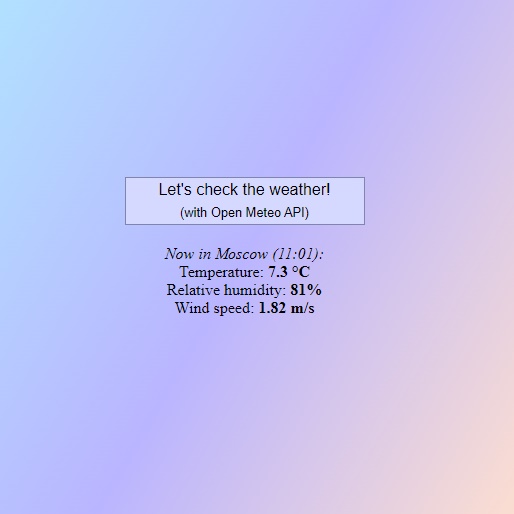 Let's check the weather!
(with Open Meteo API)
Now in Moscow (11:01):
Temperature: 7.3 °C
Relative humidity: 81%
Wind speed: 1.82 m/s